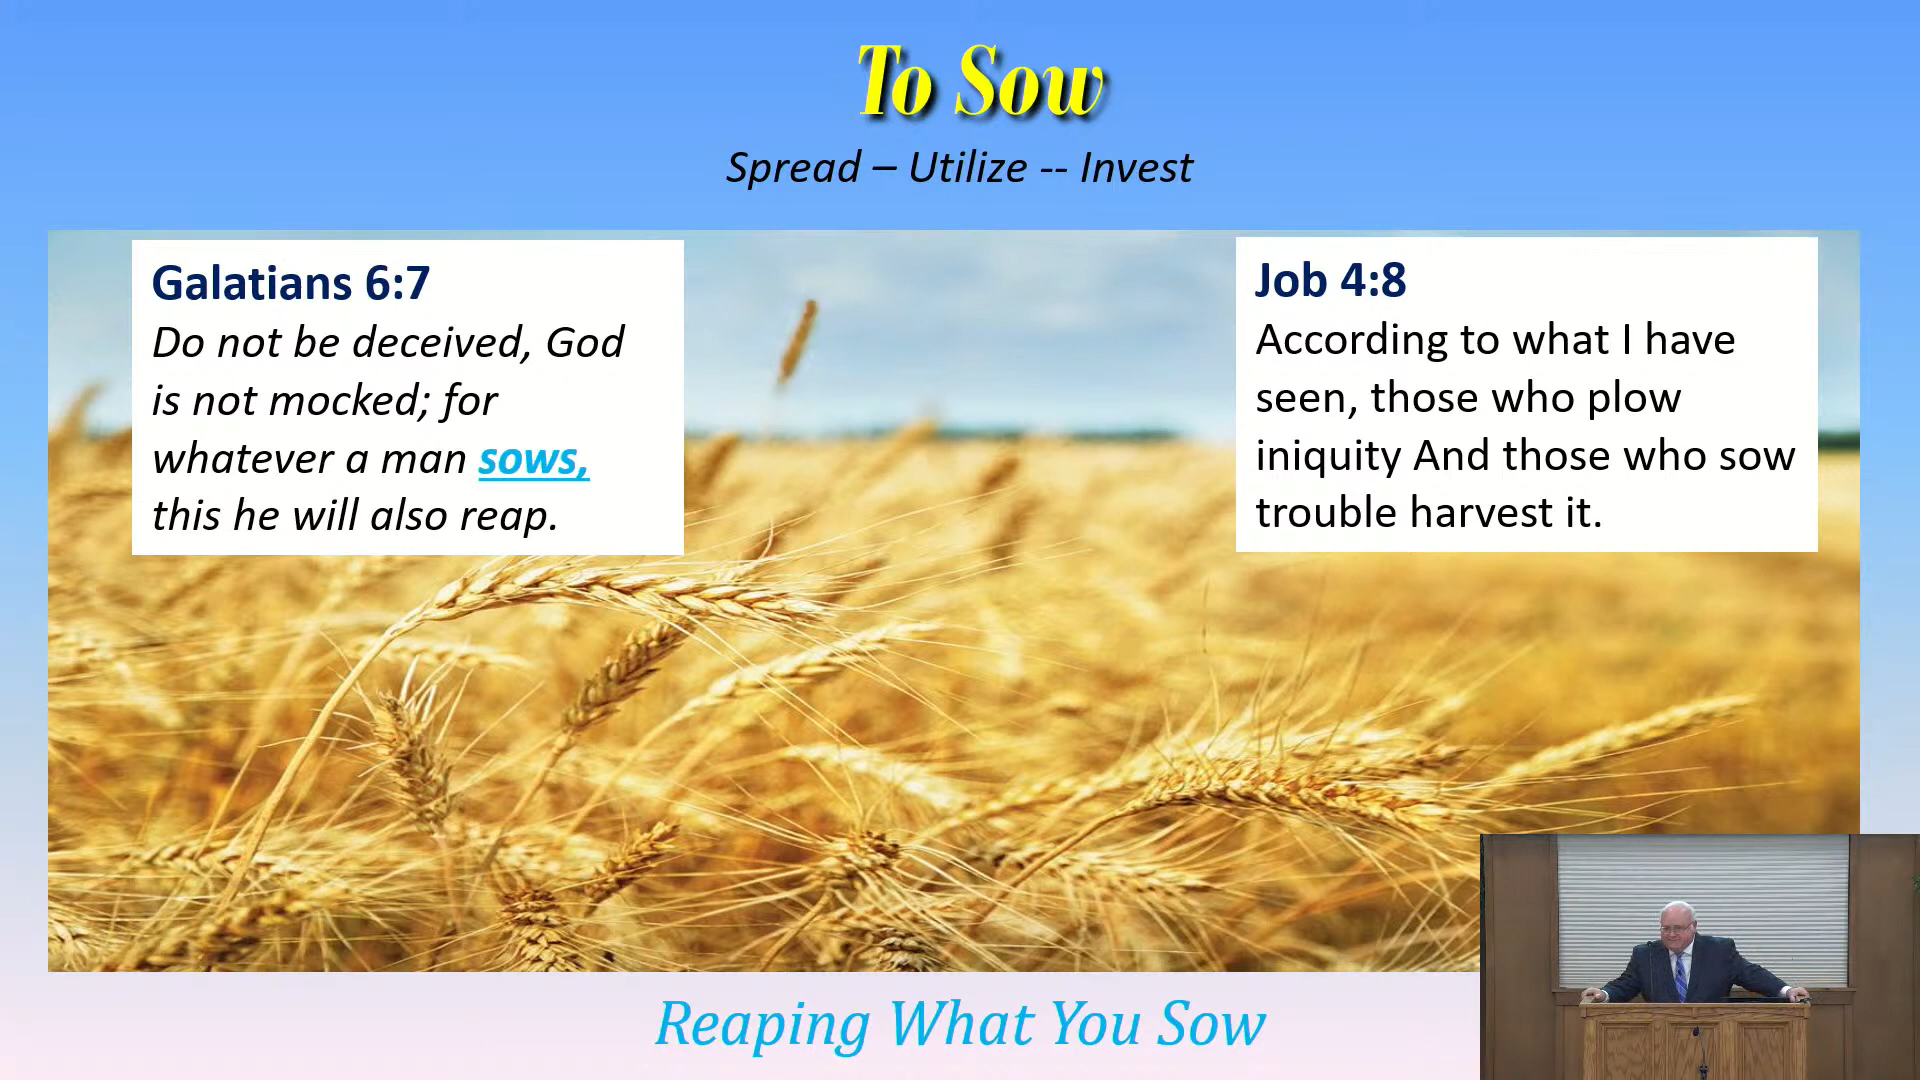 To Sow
Spread – Utilize -- Invest
Galatians 6:7
Do not be deceived, God
is not mocked; for
whatever a man sows,
this he will also reap.
Job 4:8
According to what I have
seen, those who plow
iniquity And those who sow
trouble harvest it.
Reaping What You Sow